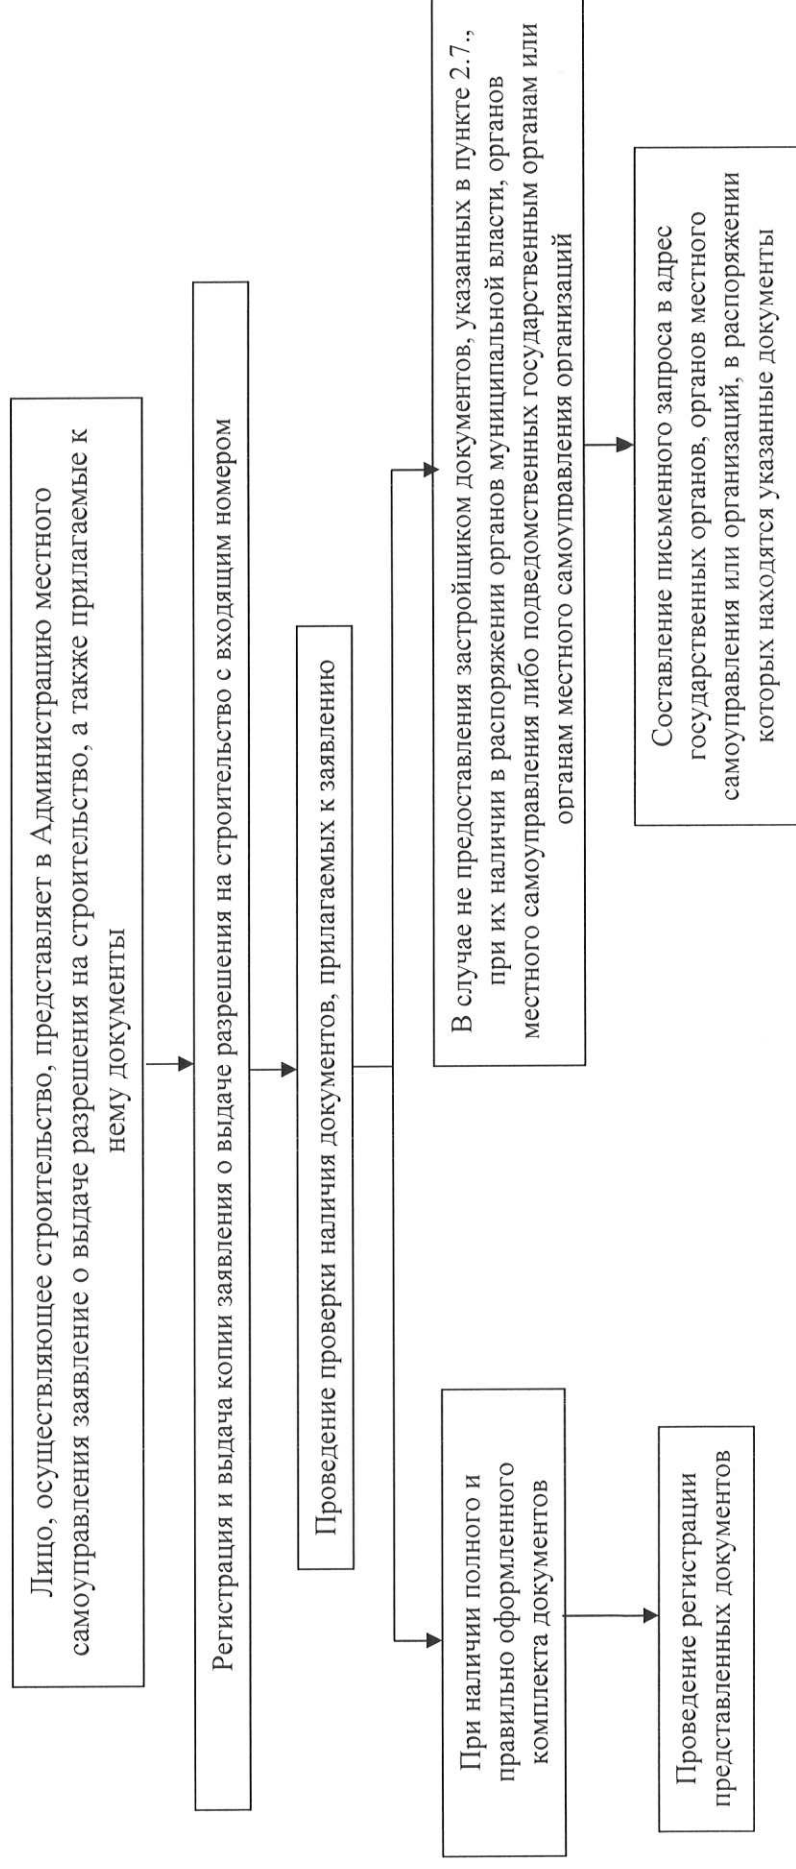 Лицо, осуществляющее строительство, представляет в Администрацию местного
самоуправления заявление о выдаче разрешения на строительство, а также прилагаемые к
нему документы
Регистрация и выдача копии заявления о выдаче разрешения на строительство с входящим номером
Проведение проверки наличия документов, прилагаемых к заявлению
При наличии полного и
правильно оформленного
комплекта документов
В случае не предоставления застройщиком документов, указанных в пункте 2.7.,
при их наличии в распоряжении органов муниципальной власти, органов
местного самоуправления либо подведомственных государственным органам или
органам местного самоуправления организаций
Проведение регистрации
представленных документов
Составление письменного запроса в адрес
государственных органов, органов местного
самоуправления или организаций, в распоряжении
которых находятся указанные документы